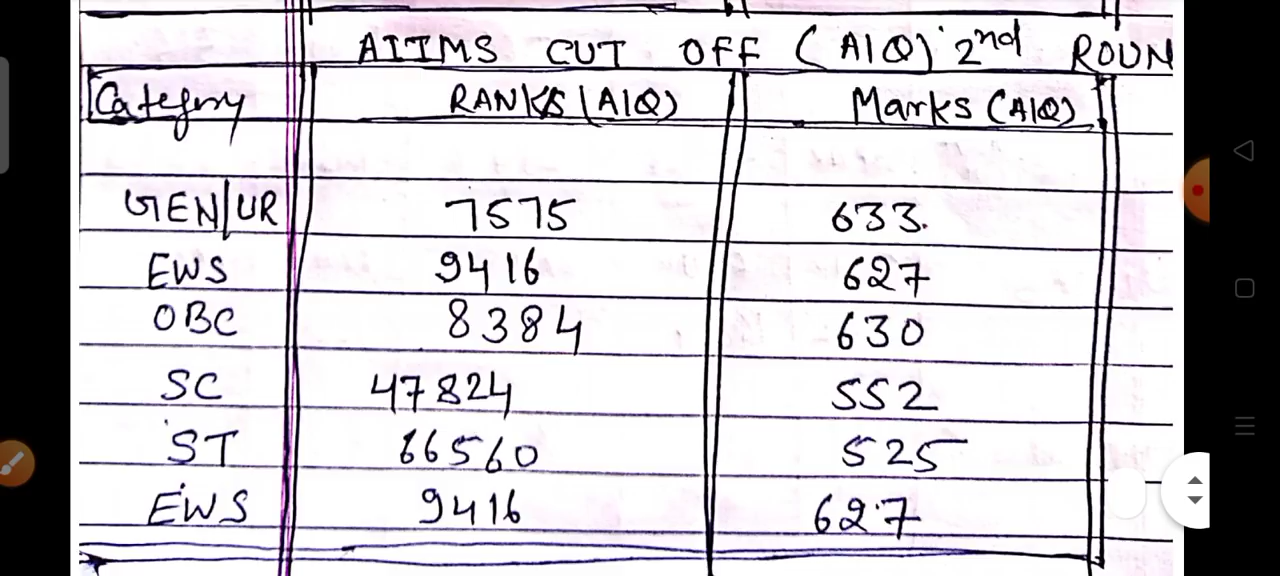 AIIMS CUT OFF (AIQ) 2nd ROUN
Category RANKS (AIQ) Marks (AIQ)
GEN/UR 7575 633.
EWS 9416 627
OBC 8384 630
SC 47824 552
ST 66560 525
EWS 9416 627